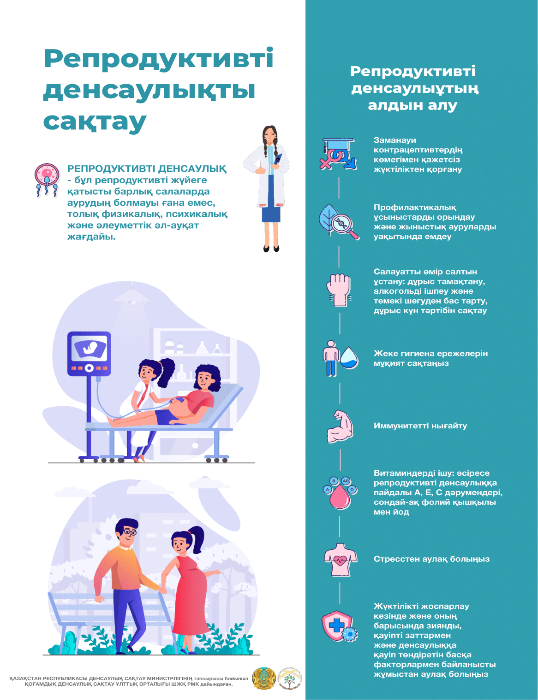 Репродуктивті
денсаулықты
сақтау
РЕПРОДУКТИВТІ ДЕНСАУЛЫҚ
- бұл репродуктивті жүйеге
қатысты барлық салаларда
аурудың болмауы ғана емес,
толық физикалық, психикалық
және әлеуметтік әл-ауқат
жағдайы.
Репродуктивті
денсаулықтың
алдын алу
Заманауи
контрацептивтердің
көмегімен қажетсіз
жүктіліктен қорғану
Профилактикалық
ұсыныстарды орындау
және жыныстық ауруларды
уақытында емдеу
Салауатты өмір салтын
ұстану: дұрыс тамақтану,
алкогольді ішпеу және
темекі шегуден бас тарту,
дұрыс күн тәртібін сақтау
Жеке гигиена ережелерін
мұқият сақтаңыз
Иммунитетті нығайту
Витаминдерді ішу: әсіресе
репродуктивті денсаулыққа
пайдалы А, Е, С дәрумендері,
сондай-ақ фолий қышқылы
мен йод
Стресстен аулақ болыңыз
Жүктілікті жоспарлау
кезінде және оның
барысында зиянды,
қауіпті заттармен
және денсаулыққа
қауіп төндіретін басқа
факторлармен байланысты
жұмыстан аулақ болыңыз
ҚАЗАҚСТАН РЕСПУБЛИКАСЫ ДЕНСАУЛЫҚ САҚТАУ МИНИСТРЛІГІНІҢ тапсырысы бойынша
ҚОҒАМДЫҚ ДЕНСАУЛЫҚ САҚТАУ ҰЛТТЫҚ ОРТАЛЫҒЫ ШЖҚ РМК дайындаған.